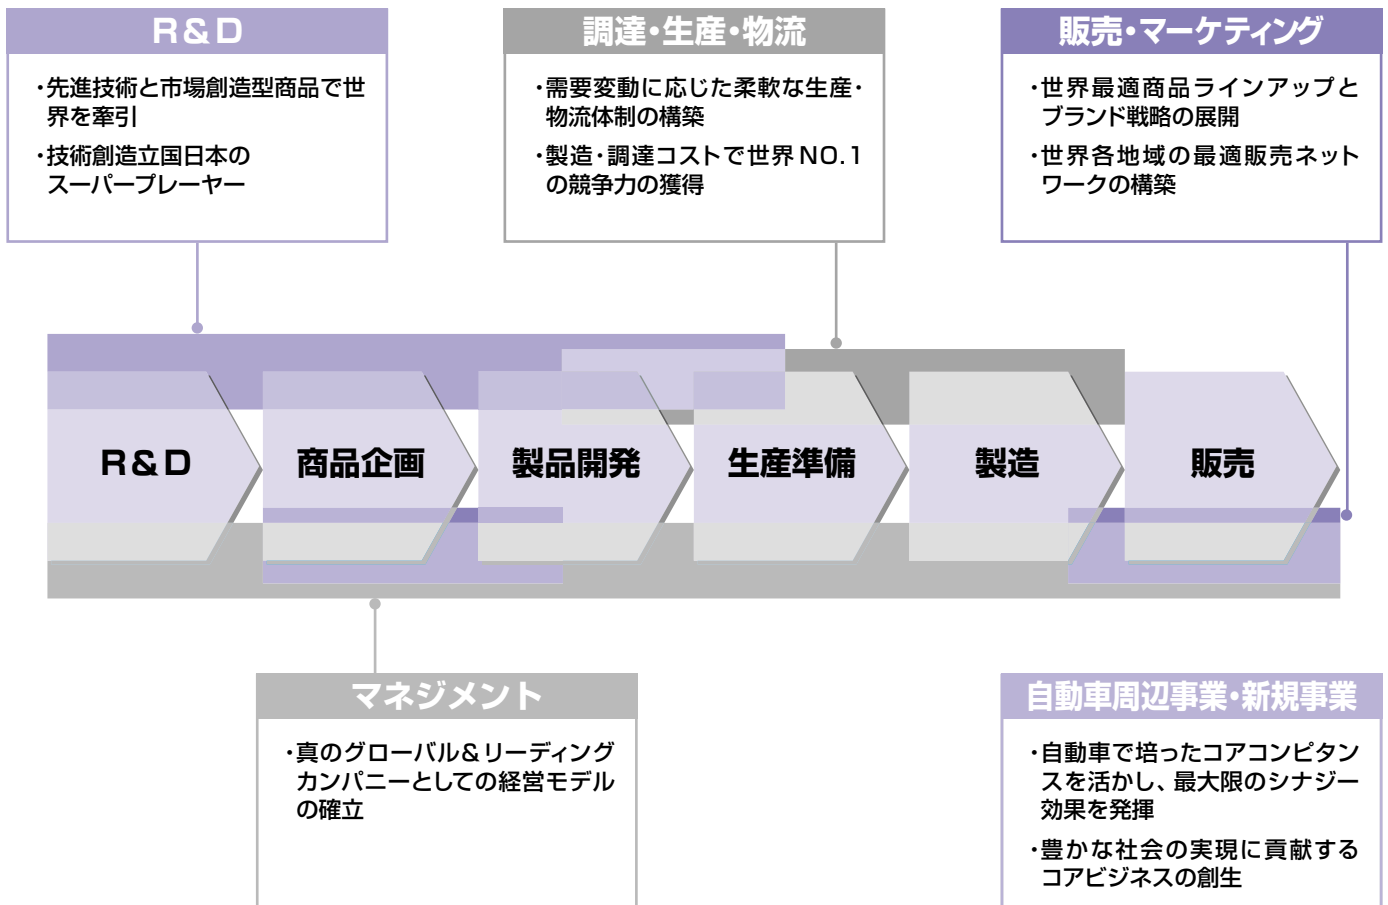 R&D
・先進技術と市場創造型商品で世
界を牽引
・技術創造立国日本の
スーパープレーヤー
調達・生産・物流
・需要変動に応じた柔軟な生産・
物流体制の構築
・製造・調達コストで世界NO.1
の競争力の獲得
販売・マーケティング
・世界最適商品ラインアップと
ブランド戦略の展開
・世界各地域の最適販売ネット
ワークの構築
R&D
商品企画
製品開発
生産準備
製造
販売
マネジメント
・真のグローバル&リーディング
カンパニーとしての経営モデル
の確立
自動車周辺事業・新規事業
・自動車で培ったコアコンピタン
スを活かし、最大限のシナジー
効果を発揮
・豊かな社会の実現に貢献する
コアビジネスの創生